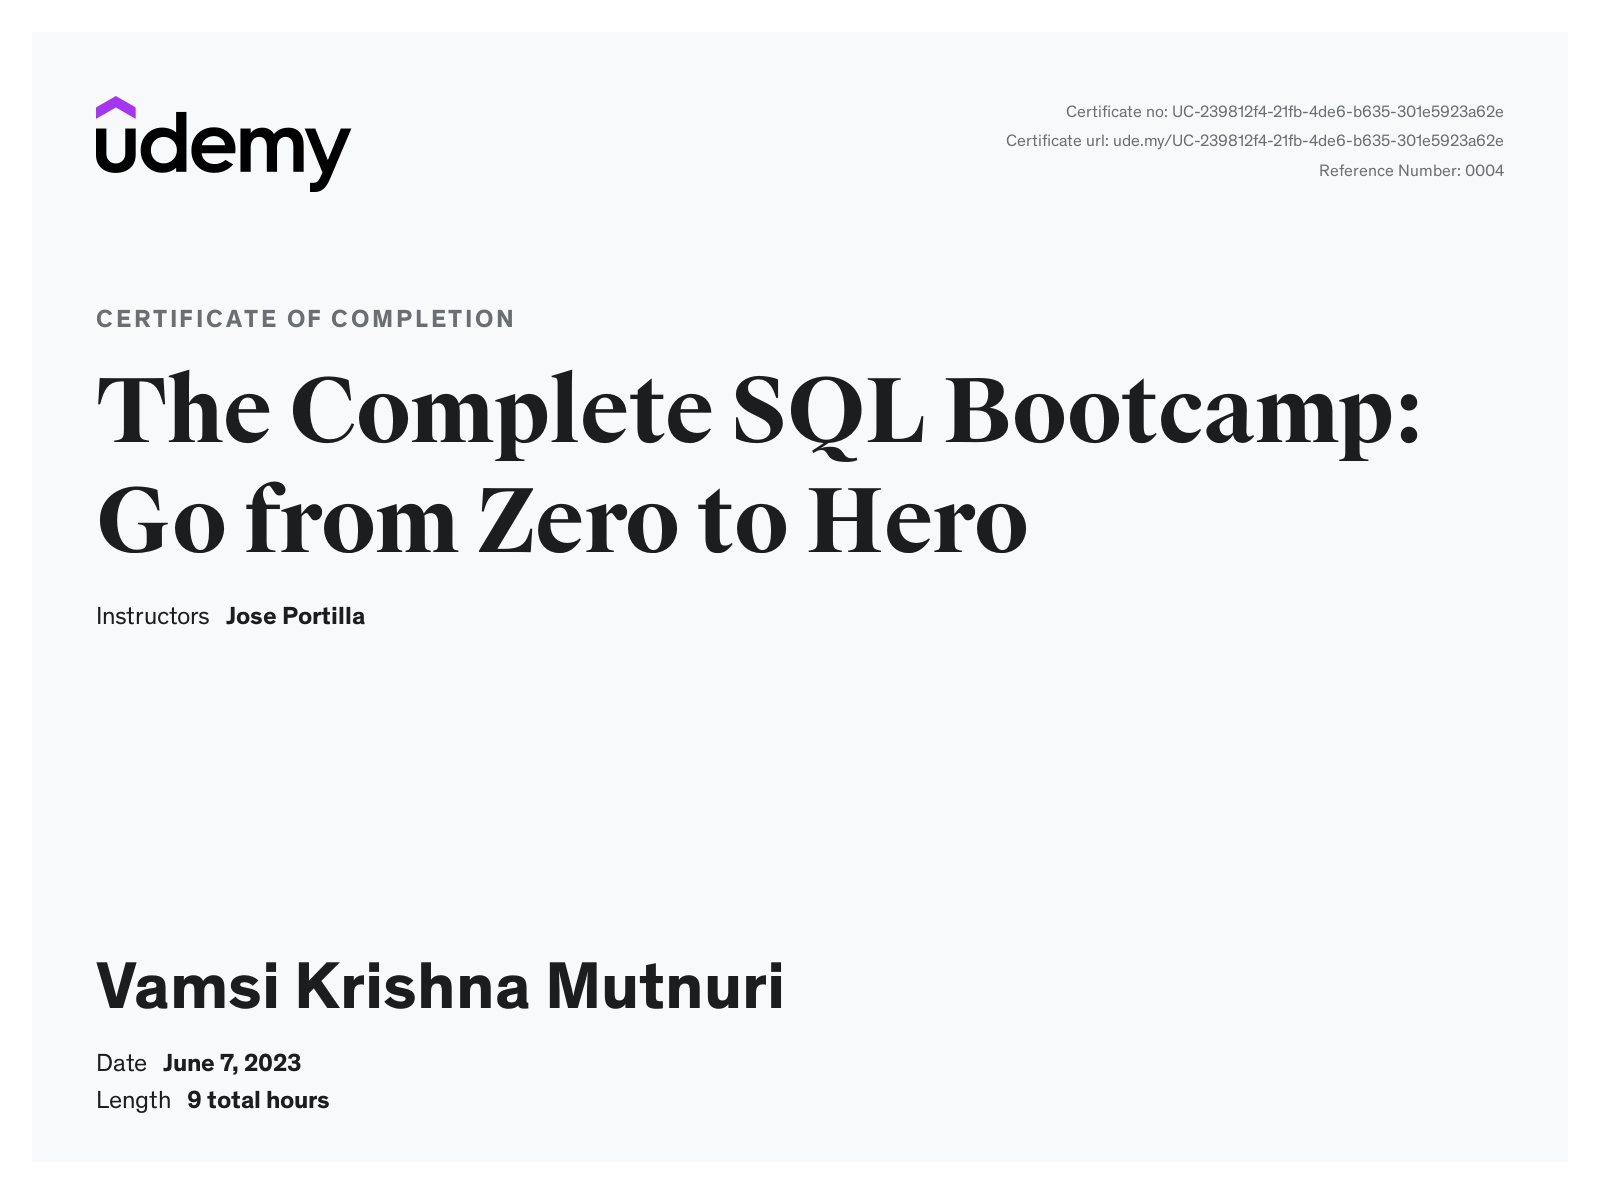 udemy
Certificate no: UC-239812f4-21fb-4de6-b635-301e5923a62e
Certificate url: ude.my/UC-239812f4-21fb-4de6-b635-301e5923a62e
Reference Number: 0004
CERTIFICATE OF COMPLETION
The Complete SQL Bootcamp:
Go from Zero to Hero
Instructors Jose Portilla
Vamsi Krishna Mutnuri
Date June 7, 2023
Length 9 total hours